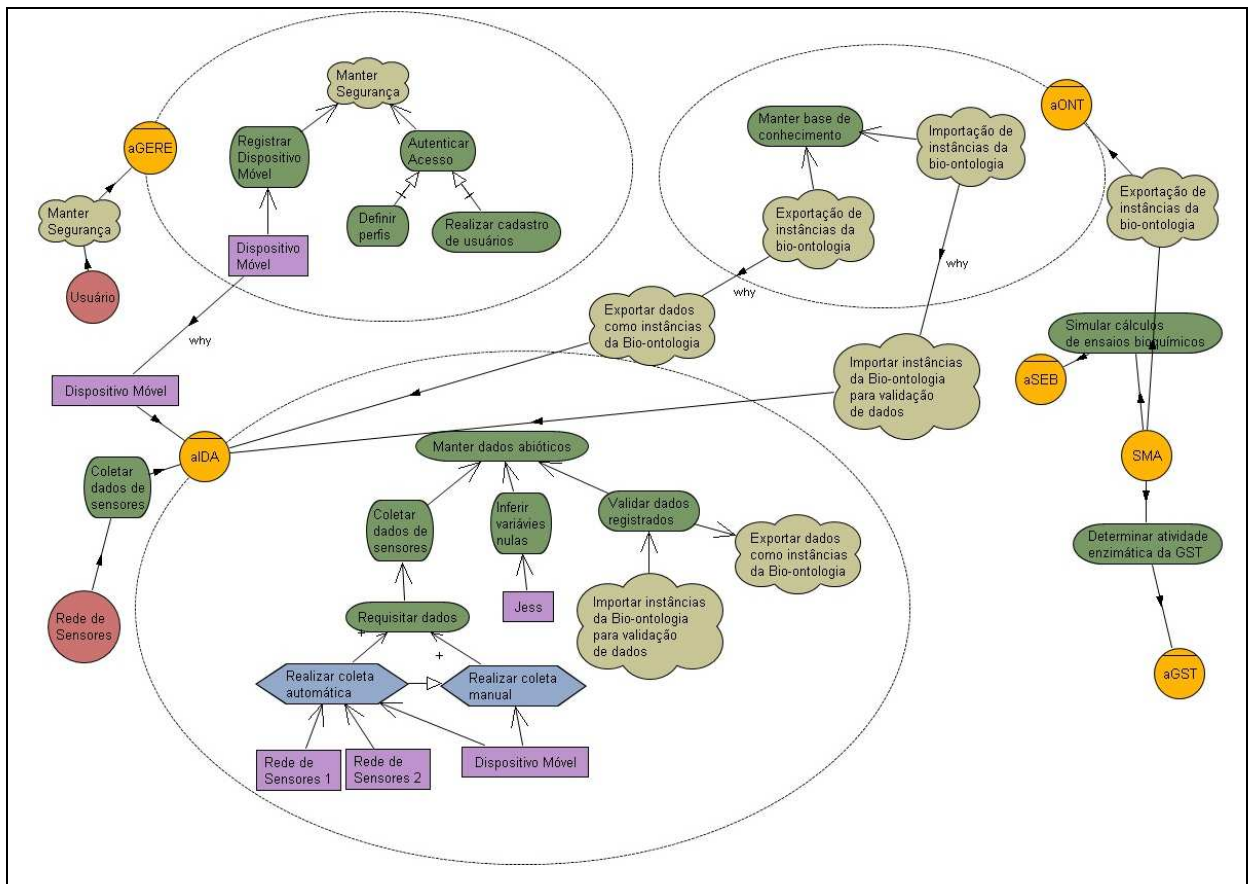 Manter
Segurança
aGERE
Registrar
Dispositivo
Móvel
Autenticar
Acesso
Manter
Segurança
Definir
perfis
Realizar cadastro
de usuários
Dispositivo
Móvel
Usuário
why
Dispositivo Móvel
aONT
Manter base de
conhecimento
Importação de
instâncias da
bio-ontologia
Exportação de
instâncias da
bio-ontologia
Exportação de
instâncias da
bio-ontologia
why
why
Exportar dados
como instâncias
da Bio-ontologia
Importar instâncias
da Bio-ontologia
para validação
de dados
Simular cálculos
de ensaios bioquímicos
aSEB
SMA
Determinar atividade
enzimática da GST
aGST
aIDA
Coletar
dados de
sensores
Rede de
Sensores
Manter dados abióticos
Coletar
dados de
sensores
Inferir
variávies
nulas
Validar dados
registrados
Exportar dados
como instâncias
da Bio-ontologia
Jess
Importar instâncias
da Bio-ontologia
para validação
de dados
Requisitar dados
+
+
Realizar coleta
automática
Realizar coleta
manual
Rede de
Sensores 1
Rede de
Sensores 2
Dispositivo Móvel